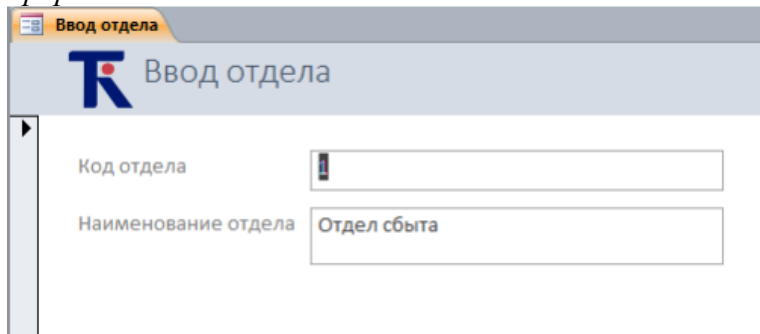 Ввод отдела
Ввод отдела
Код отдела 1
Наименование отдела Отдел сбыта